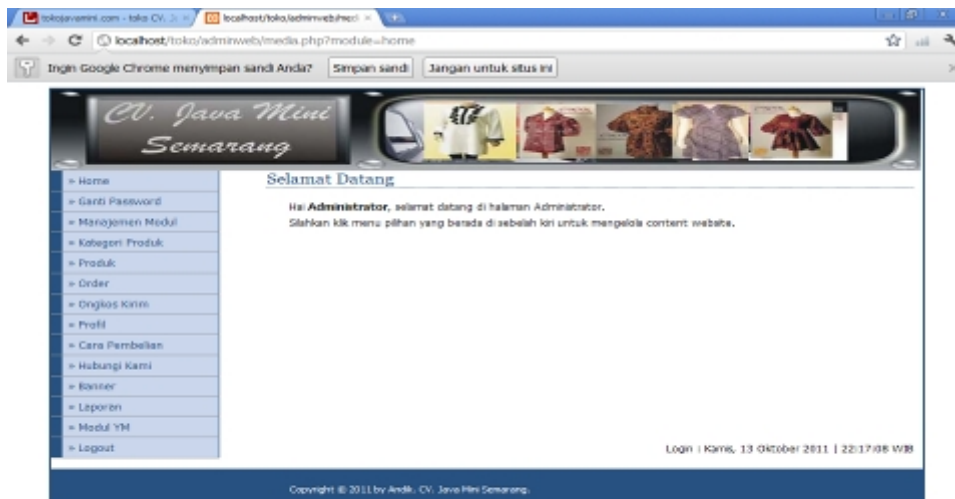 tokojavamini.com - toko CV. J
localhost/toko/adminweb/medi
localhost/toko/adminweb/media.php?module=home
Ingin Google Chrome menyimpan sandi Anda? Simpan sandi Jangan untuk situs ini
CV. Java Mini
Semarang
» Home
» Ganti Password
» Manajemen Modul
» Kategori Produk
» Produk
» Order
» Ongkos Kirim
» Profil
» Cara Pembelian
» Hubungi Kami
» Banner
» Laporan
» Modul YM
» Logout
Selamat Datang
Hai Administrator, selamat datang di halaman Administrator.
Silahkan klik menu pilihan yang berada di sebelah kiri untuk mengelola content website.
Login : Kamis, 13 Oktober 2011 | 22:17:08 WIB
Copyright © 2011 by Andik. CV. Java Mini Semarang.